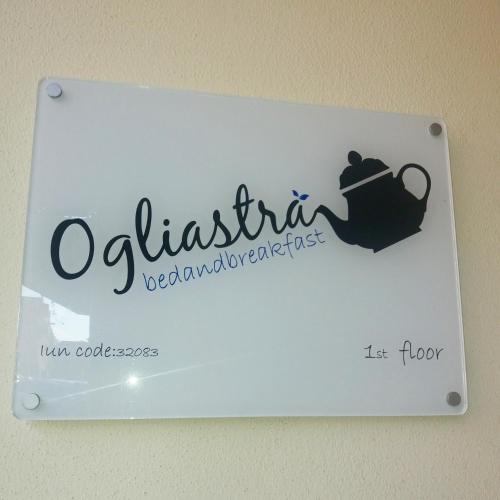 Ogliastra
bedandbreakfast
Iun code:32083
1st floor